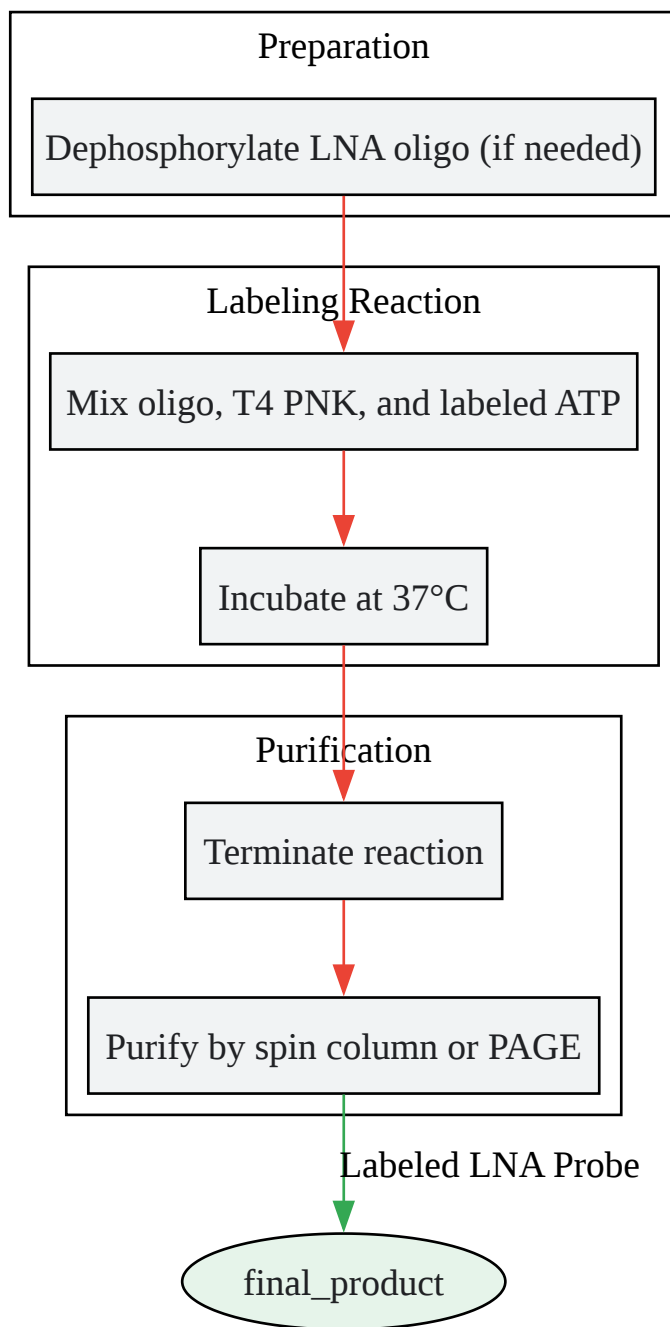 Preparation
Dephosphorylate LNA oligo (if needed)
Labeling Reaction
Mix oligo, T4 PNK, and labeled ATP
Incubate at 37°C
Purification
Terminate reaction
Purify by spin column or PAGE
Labeled LNA Probe
final_product